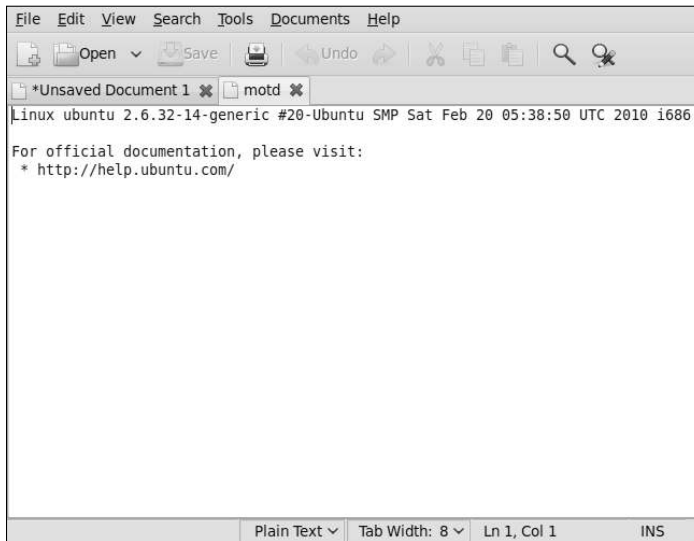 File Edit View Search Tools Documents Help
Open Save Undo
*Unsaved Document 1 motd
Linux ubuntu 2.6.32-14-generic #20-Ubuntu SMP Sat Feb 20 05:38:50 UTC 2010 i686
For official documentation, please visit:
* http://help.ubuntu.com/
Plain Text Tab Width: 8 Ln 1, Col 1 INS